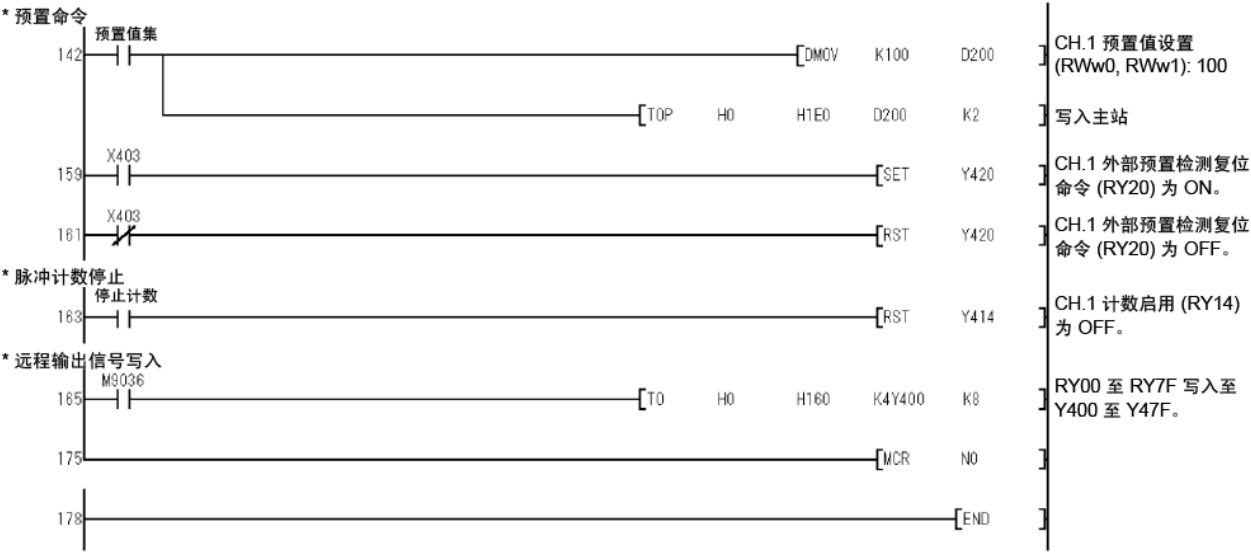 * 预置命令
预置值集
142 DMOV K100 D200 CH.1 预置值设置
(RWw0, RWw1): 100
TOP H0 H1E0 D200 K2 写入主站
X403
159 SET Y420 CH.1 外部预置检测复位
命令 (RY20) 为 ON。
X403
161 RST Y420 CH.1 外部预置检测复位
命令 (RY20) 为 OFF。
* 脉冲计数停止
停止计数
163 RST Y414 CH.1 计数启用 (RY14)
为 OFF。
* 远程输出信号写入
M9036
165 TO H0 H160 K4Y400 K8 RY00 至 RY7F 写入至
Y400 至 Y47F。
175 MCR N0
178 END